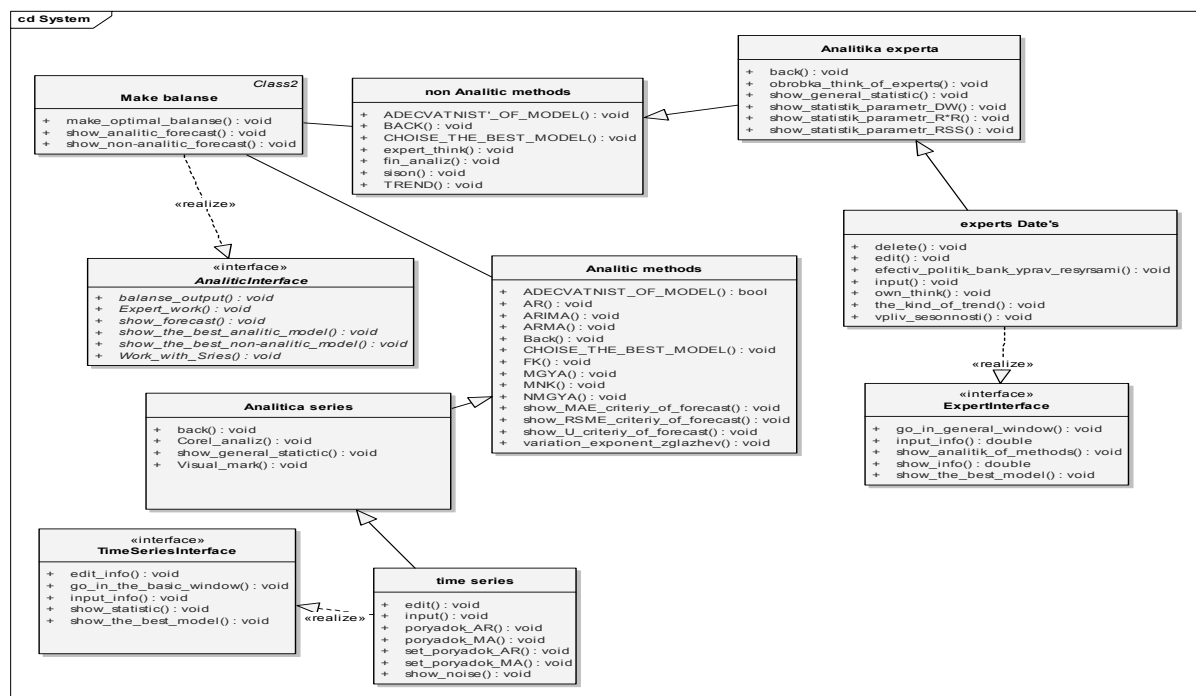 cd System
Class2
Make balanse
+ make_optimal_balanse() : void
+ show_analitic_forecast() : void
+ show_non-analitic_forecast() : void
non Analitic methods
+ ADECVATNIST'_OF_MODEL() : void
+ BACK() : void
+ CHOISE_THE_BEST_MODEL() : void
+ expert_think() : void
+ fin_analiz() : void
+ sison() : void
+ TREND() : void
Analitika experta
+ back() : void
+ obrobka_think_of_experts() : void
+ show_general_statistic() : void
+ show_statistik_parametr_DW() : void
+ show_statistik_parametr_R*R() : void
+ show_statistik_parametr_RSS() : void
«realize»
experts Date's
+ delete() : void
+ edit() : void
+ efectiv_politik_bank_yprav_resyrsami() : void
+ input() : void
+ own_think() : void
+ the_kind_of_trend() : void
+ vpliv_sesonnosti() : void
«interface»
AnaliticInterface
+ balanse_output() : void
+ Expert_work() : void
+ show_forecast() : void
+ show_the_best_analitic_model() : void
+ show_the_best_non-analitic_model() : void
+ Work_with_Sries() : void
Analitic methods
+ ADECVATNIST_OF_MODEL() : bool
+ AR() : void
+ ARIMA() : void
+ ARMA() : void
+ Back() : void
+ CHOISE_THE_BEST_MODEL() : void
+ FK() : void
+ MGYA() : void
+ MNK() : void
+ NMGYA() : void
+ show_MAE_criteriy_of_forecast() : void
+ show_RSME_criteriy_of_forecast() : void
+ show_U_criteriy_of_forecast() : void
+ variation_exponent_zglazhev() : void
«realize»
«interface»
ExpertInterface
+ go_in_general_window() : void
+ input_info() : double
+ show_analitik_of_methods() : void
+ show_info() : double
+ show_the_best_model() : void
Analitica series
+ back() : void
+ Corel_analiz() : void
+ show_general_statictic() : void
+ Visual_mark() : void
«interface»
TimeSeriesInterface
+ edit_info() : void
+ go_in_the_basic_window() : void
+ input_info() : void
+ show_statistic() : void
+ show_the_best_model() : void
«realize»
time series
+ edit() : void
+ input() : void
+ poryadok_AR() : void
+ poryadok_MA() : void
+ set_poryadok_AR() : void
+ set_poryadok_MA() : void
+ show_noise() : void